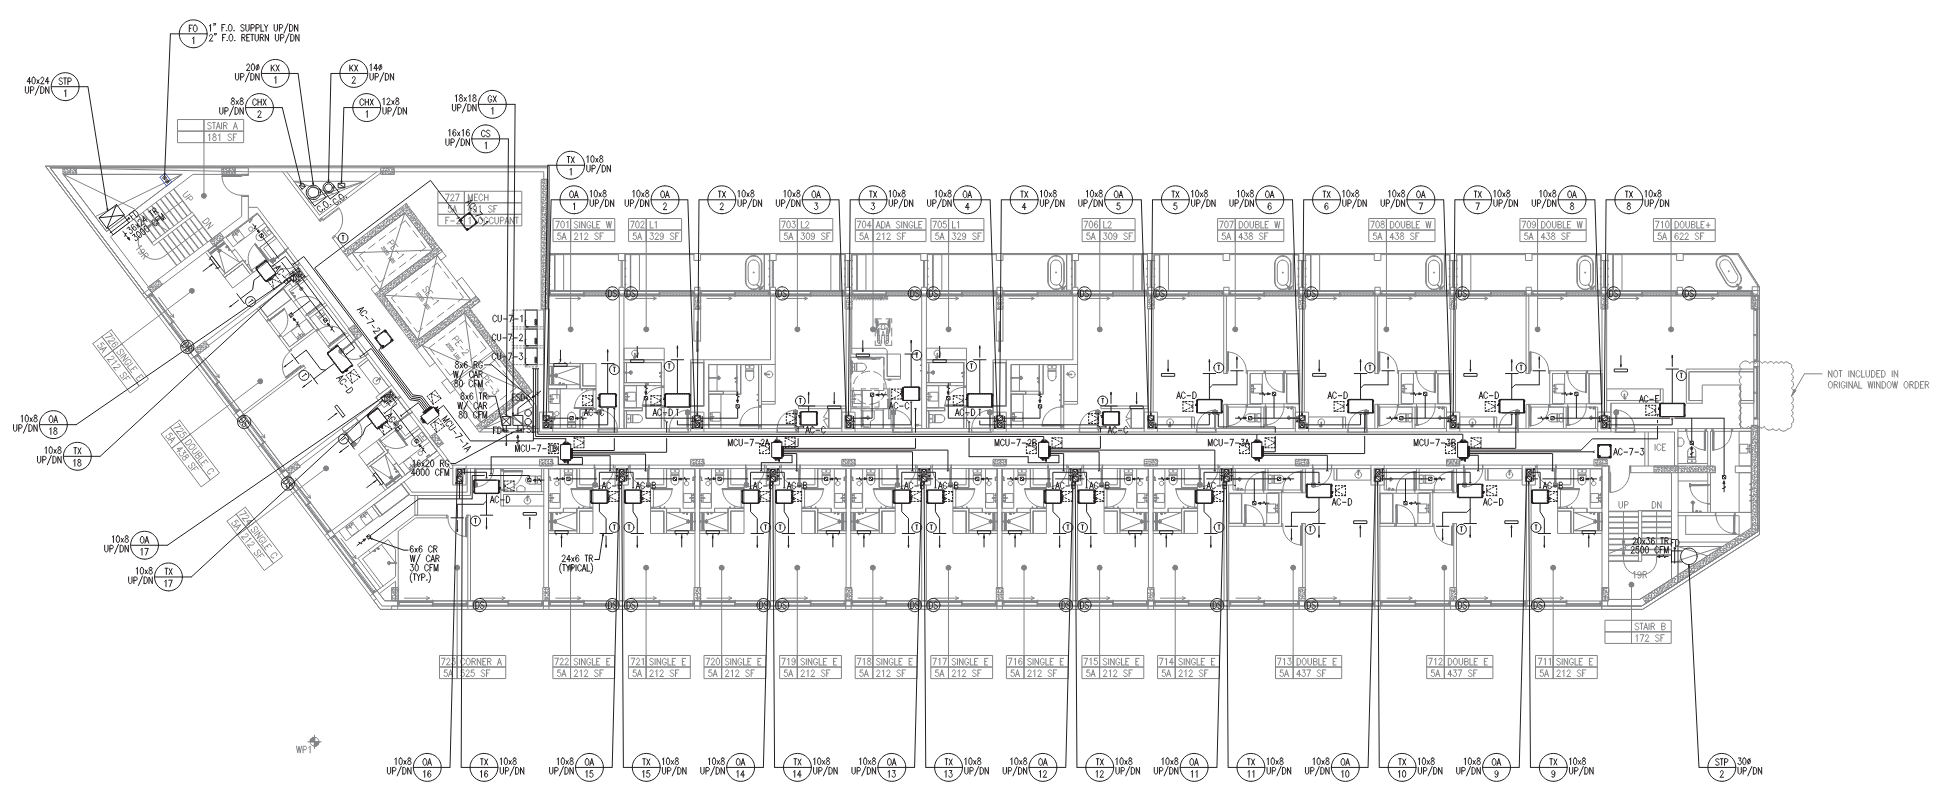 FO
1
1" F.O. SUPPLY UP/DN
2" F.O. RETURN UP/DN
40x24
UP/DN
STP
1
20ø
UP/DN
KX
1
KX
2
14ø
UP/DN
8x8
UP/DN
CHX
2
CHX
1
12x8
UP/DN
18x18
UP/DN
GX
1
16x16
UP/DN
CS
1
STAIR A
181 SF
TX
1
10x8
UP/DN
OA
1
10x8
UP/DN
10x8
UP/DN
OA
2
TX
2
10x8
UP/DN
10x8
UP/DN
OA
3
TX
3
10x8
UP/DN
10x8
UP/DN
OA
4
TX
4
10x8
UP/DN
10x8
UP/DN
OA
5
TX
5
10x8
UP/DN
10x8
UP/DN
OA
6
TX
6
10x8
UP/DN
10x8
UP/DN
OA
7
TX
7
10x8
UP/DN
10x8
UP/DN
OA
8
TX
8
10x8
UP/DN
727 MECH
701 SINGLE W
5A 212 SF
702 L1
5A 329 SF
703 L2
5A 309 SF
704 ADA SINGLE
5A 212 SF
705 L1
5A 329 SF
706 L2
5A 309 SF
707 DOUBLE W
5A 438 SF
708 DOUBLE W
5A 438 SF
709 DOUBLE W
5A 438 SF
710 DOUBLE+
5A 622 SF
36x24 TR
3000 CFM
19R
UP
DN
C.O.
G.O.
AC-7-2
CU-7-1
CU-7-2
CU-7-3
8x6 RG
W/ CAR
80 CFM
8x6 TR
W/ CAR
80 CFM
MCU-7-1A
16x20 RG
4000 CFM
726 SINGLE E
5A 212 SF
725 DOUBLE C
5A 438 SF
724 SINGLE C
5A 212 SF
AC-C
AC-D
AC-C
AC-C
AC-D
AC-C
AC-D
AC-D
AC-D
AC-E
MCU-7-2A
MCU-7-2B
MCU-7-3A
MCU-7-3B
AC-7-3
ICE
NOT INCLUDED IN
ORIGINAL WINDOW ORDER
10x8
UP/DN
OA
18
10x8
UP/DN
TX
18
10x8
UP/DN
OA
17
10x8
UP/DN
TX
17
AC-D
AC-D
AC-D
AC-B
6x6 CR
W/ CAR
30 CFM
(TYP.)
24x6 TR
(TYPICAL)
UP
DN
20x36 TR
2500 CFM
19R
STAIR B
172 SF
723 CORNER A
5A 525 SF
722 SINGLE E
5A 212 SF
721 SINGLE E
5A 212 SF
720 SINGLE E
5A 212 SF
719 SINGLE E
5A 212 SF
718 SINGLE E
5A 212 SF
717 SINGLE E
5A 212 SF
716 SINGLE E
5A 212 SF
715 SINGLE E
5A 212 SF
714 SINGLE E
5A 212 SF
713 DOUBLE E
5A 437 SF
712 DOUBLE E
5A 437 SF
711 SINGLE E
5A 212 SF
WP1
10x8
UP/DN
OA
16
TX
16
10x8
UP/DN
10x8
UP/DN
OA
15
TX
15
10x8
UP/DN
10x8
UP/DN
OA
14
TX
14
10x8
UP/DN
10x8
UP/DN
OA
13
TX
13
10x8
UP/DN
10x8
UP/DN
OA
12
TX
12
10x8
UP/DN
10x8
UP/DN
OA
11
TX
11
10x8
UP/DN
10x8
UP/DN
OA
10
TX
10
10x8
UP/DN
10x8
UP/DN
OA
9
TX
9
10x8
UP/DN
STP
2
30ø
UP/DN